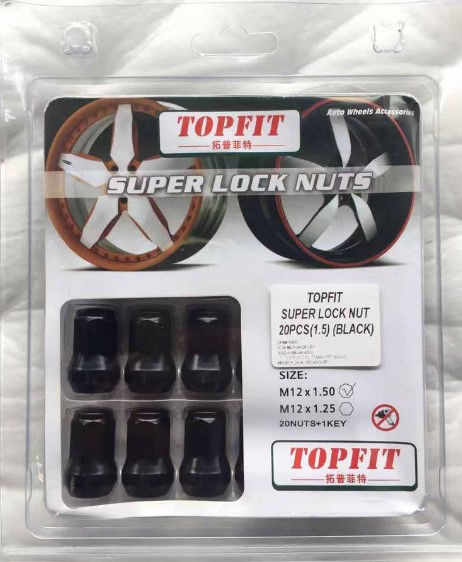 Auto Wheels Accessories
TOPFIT
拓普菲特
SUPER LOCK NUTS
TOPFIT
SUPER LOCK NUT
20PCS(1.5) (BLACK)
SIZE:
M12 x 1.50
M12 x 1.25
20NUTS+1KEY
TOPFIT
拓普菲特